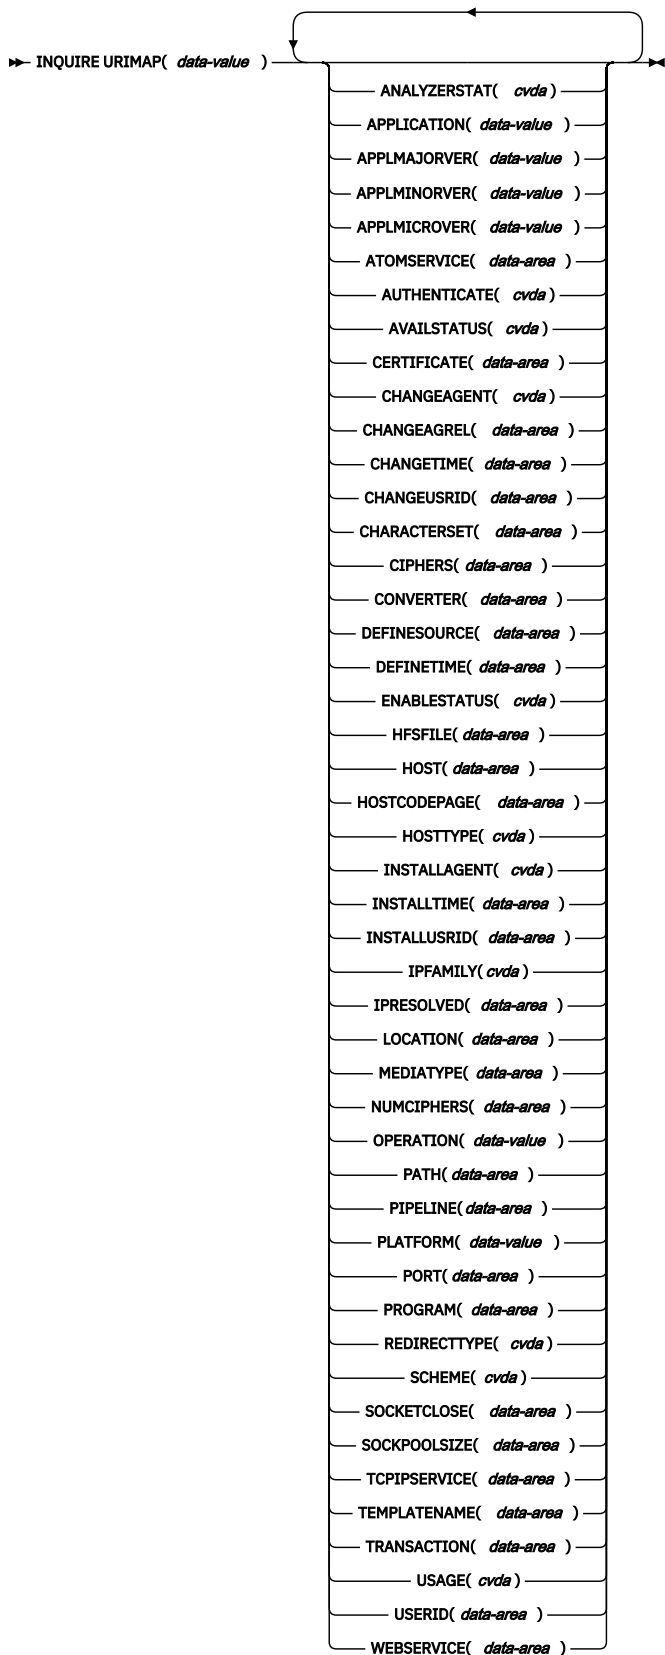 INQUIRE URIMAP( data-value )
ANALYZERSTAT( cvda )
APPLICATION( data-value )
APPLMAJORVER( data-value )
APPLMINORVER( data-value )
APPLMICROVER( data-value )
ATOMSERVICE( data-area )
AUTHENTICATE( cvda )
AVAILSTATUS( cvda )
CERTIFICATE( data-area )
CHANGEAGENT( cvda )
CHANGEAGREL( data-area )
CHANGETIME( data-area )
CHANGEUSRID( data-area )
CHARACTERSET( data-area )
CIPHERS( data-area )
CONVERTER( data-area )
DEFINESOURCE( data-area )
DEFINETIME( data-area )
ENABLESTATUS( cvda )
HFSFILE( data-area )
HOST( data-area )
HOSTCODEPAGE( data-area )
HOSTTYPE( cvda )
INSTALLAGENT( cvda )
INSTALLTIME( data-area )
INSTALLUSRID( data-area )
IPFAMILY( cvda )
IPRESOLVED( data-area )
LOCATION( data-area )
MEDIATYPE( data-area )
NUMCIPHERS( data-area )
OPERATION( data-value )
PATH( data-area )
PIPELINE( data-area )
PLATFORM( data-value )
PORT( data-area )
PROGRAM( data-area )
REDIRECTTYPE( cvda )
SCHEME( cvda )
SOCKETCLOSE( data-area )
SOCKPOOLSIZE( data-area )
TCPIPSERVICE( data-area )
TEMPLATENAME( data-area )
TRANSACTION( data-area )
USAGE( cvda )
USERID( data-area )
WEBSERVICE( data-area )